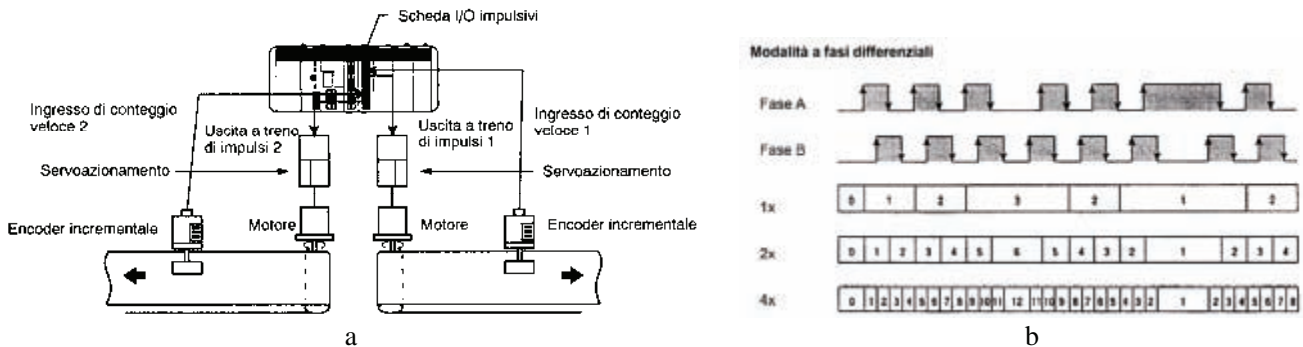 Scheda I/O impulsivi
Ingresso di conteggio
veloce 2
Uscita a treno
di impulsi 2
Uscita a treno
di impulsi 1
Ingresso di conteggio
veloce 1
Servoazionamento
Servoazionamento
Encoder incrementale
Motore
Motore
Encoder incrementale
a
Modalità a fasi differenziali
Fase A
Fase B
1x 0 1 2 3 2 1 2
2x 0 1 2 3 4 5 6 5 4 3 2 1 2 3 4
4x 0 1 2 3 4 5 6 7 8 9 10 11 12 11 10 9 8 7 6 5 4 3 2 1 2 3 4 5 6 7 8
b